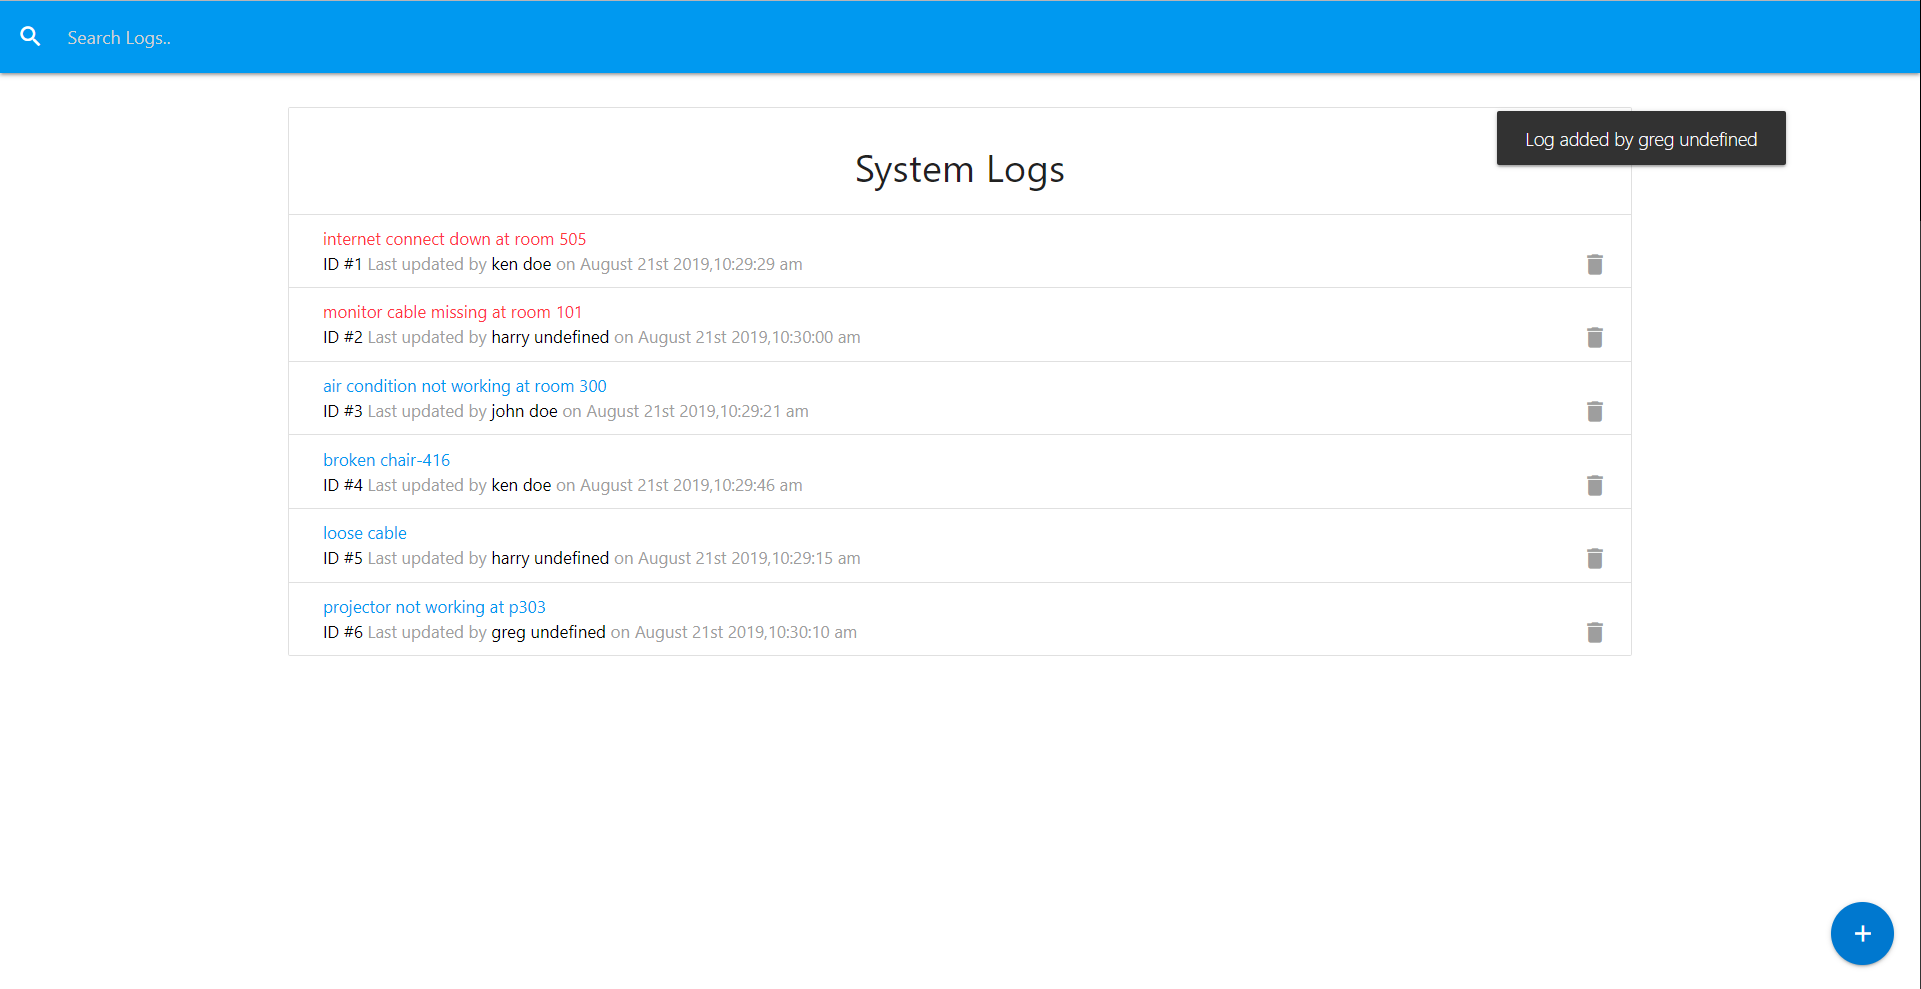 Search Logs..
Log added by greg undefined
System Logs
internet connect down at room 505
ID #1 Last updated by ken doe on August 21st 2019,10:29:29 am
monitor cable missing at room 101
ID #2 Last updated by harry undefined on August 21st 2019,10:30:00 am
air condition not working at room 300
ID #3 Last updated by john doe on August 21st 2019,10:29:21 am
broken chair-416
ID #4 Last updated by ken doe on August 21st 2019,10:29:46 am
loose cable
ID #5 Last updated by harry undefined on August 21st 2019,10:29:15 am
projector not working at p303
ID #6 Last updated by greg undefined on August 21st 2019,10:30:10 am